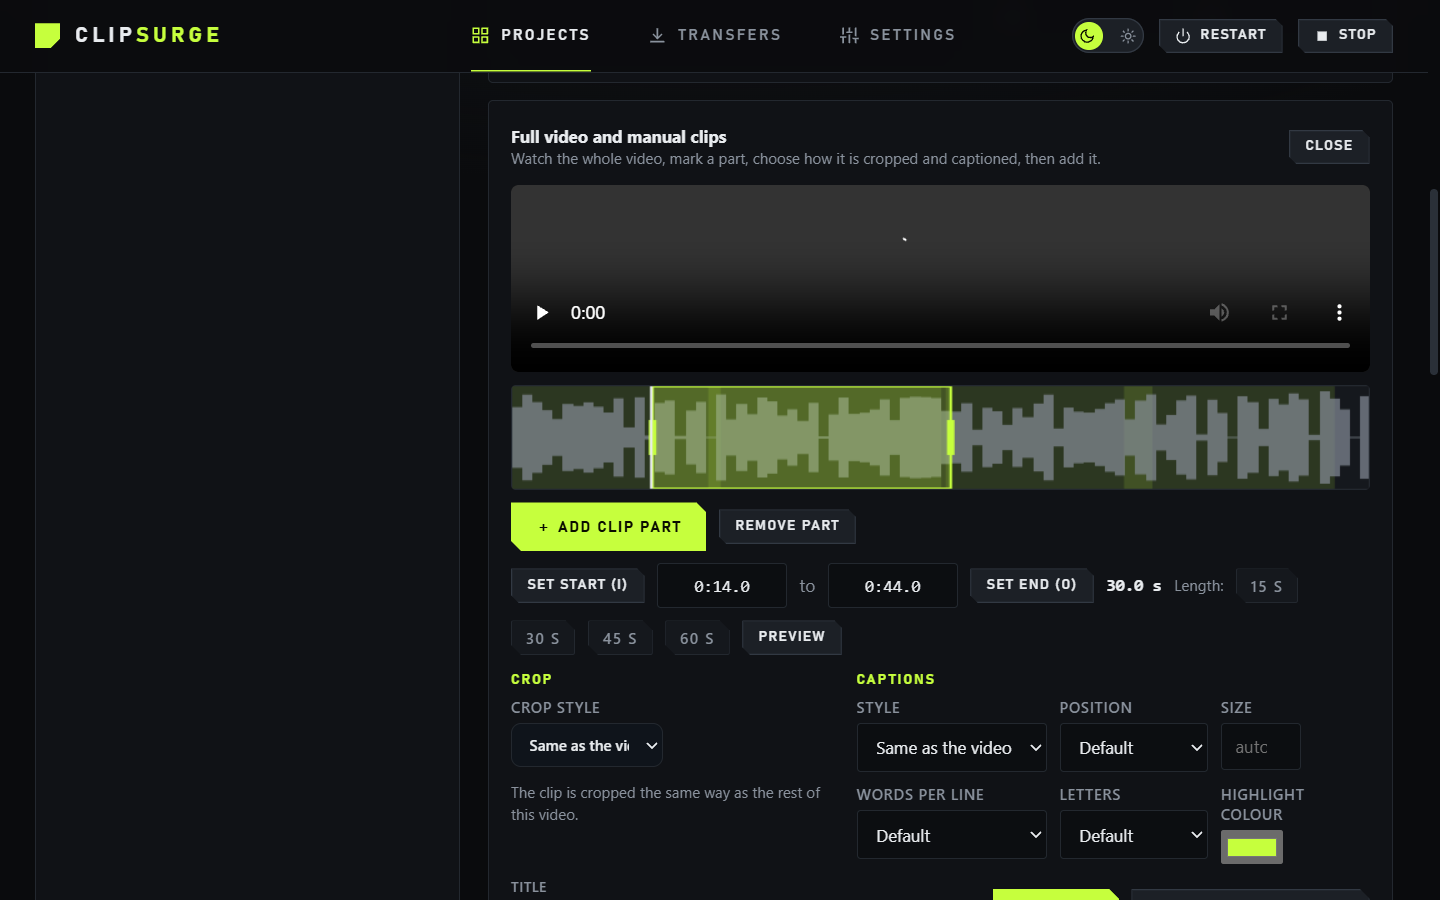 CLIPSURGE
PROJECTS
TRANSFERS
SETTINGS
RESTART
STOP
Full video and manual clips
Watch the whole video, mark a part, choose how it is cropped and captioned, then add it.
CLOSE
0:00
+ ADD CLIP PART
REMOVE PART
SET START (I)
0:14.0
to
0:44.0
SET END (O)
30.0 s
Length:
15 S
30 S
45 S
60 S
PREVIEW
CROP
CROP STYLE
Same as the vi
The clip is cropped the same way as the rest of
this video.
CAPTIONS
STYLE
POSITION
SIZE
Same as the video
Default
auto
WORDS PER LINE
LETTERS
HIGHLIGHT
COLOUR
Default
Default
TITLE